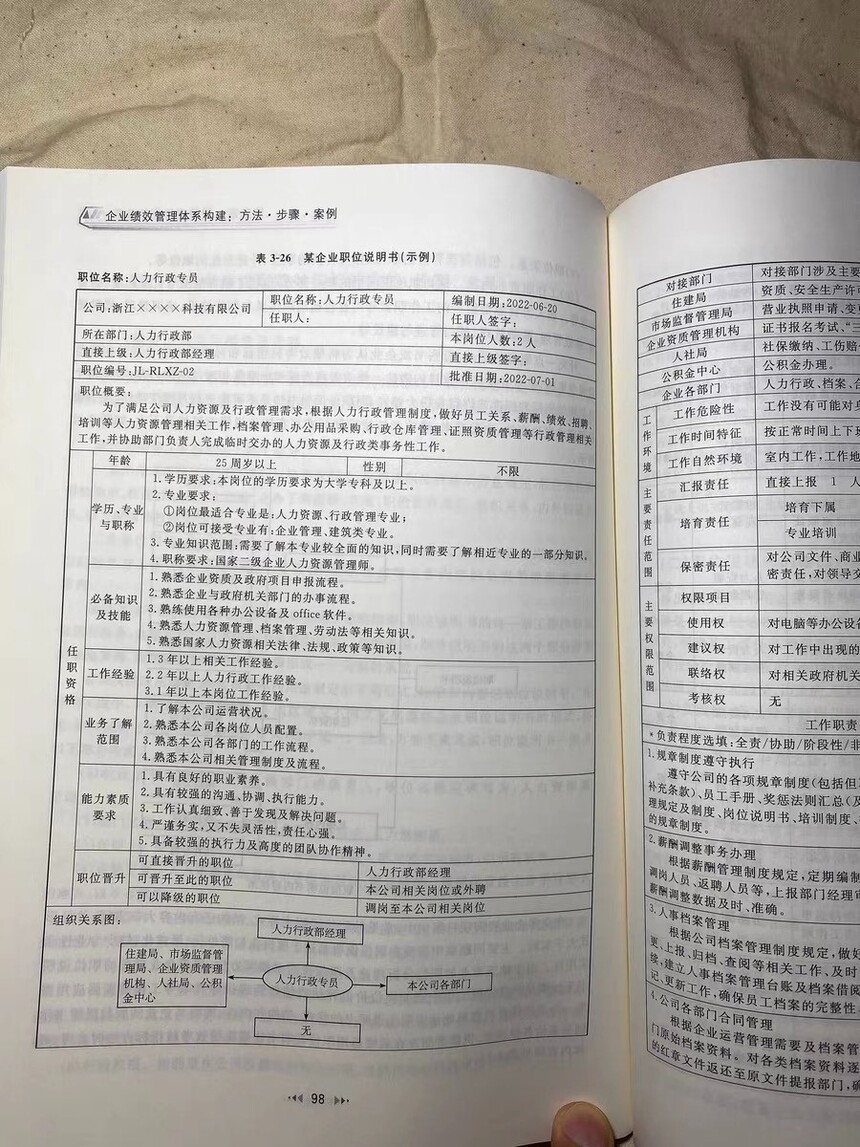 企业绩效管理体系构建：方法·步骤·案例
表 3-26 某企业职位说明书(示例)
职位名称:人力行政专员
公司:浙江××××科技有限公司
职位名称:人力行政专员
编制日期:2022-06-20
任职人:
任职人签字:
所在部门:人力行政部
本岗位人数:2 人
直接上级:人力行政部经理
直接上级签字:
职位编号:JL-RLXZ-02
批准日期:2022-07-01
职位概要:
为了满足公司人力资源及行政管理需求,根据人力行政管理制度,做好员工关系、薪酬、绩效、招聘、
培训等人力资源管理相关工作,档案管理、办公用品采购、行政仓库管理、证照资质管理等行政管理相关
工作,并协助部门负责人完成临时交办的人力资源及行政类事务性工作。
任职资格
年龄 25 周岁以上 性别 不限
学历、专业
与职称
1.学历要求:本岗位的学历要求为大学专科及以上。
2.专业要求:
①岗位最适合专业是:人力资源、行政管理专业;
②岗位可接受专业有:企业管理、建筑类专业。
3.专业知识范围:需要了解本专业较全面的知识,同时需要了解相近专业的一部分知识。
4.职称要求:国家二级企业人力资源管理师。
必备知识
及技能
1.熟悉企业资质及政府项目申报流程。
2.熟悉企业与政府机关部门的办事流程。
3.熟练使用各种办公设备及 office 软件。
4.熟悉人力资源管理、档案管理、劳动法等相关知识。
5.熟悉国家人力资源相关法律、法规、政策等知识。
工作经验
1.3 年以上相关工作经验。
2.2 年以上人力行政工作经验。
3.1 年以上本岗位工作经验。
业务了解
范围
1.了解本公司运营状况。
2.熟悉本公司各岗位人员配置。
3.熟悉本公司各部门的工作流程。
4.熟悉本公司相关管理制度及流程。
能力素质
要求
1.具有良好的职业素养。
2.具有较强的沟通、协调、执行能力。
3.工作认真细致、善于发现及解决问题。
4.严谨务实,又不失灵活性,责任心强。
5.具备较强的执行力及高度的团队协作精神。
职位晋升
可直接晋升的职位 人力行政部经理
可晋升至此的职位 本公司相关岗位或外聘
可以降级的职位 调岗至本公司相关岗位
组织关系图:
人力行政部经理
住建局、市场监督管
理局、企业资质管理
机构、人社局、公积
金中心
人力行政专员
本公司各部门
无
98
对接部门 对接部门涉及主要
住建局 资质、安全生产许
市场监督管理局 营业执照申请、变
企业资质管理机构 证书报名考试、“三
人社局 社保缴纳、工伤赔
公积金中心 公积金办理。
企业各部门 人力行政、档案、合
工作环境
工作危险性 工作没有可能对身
工作时间特征 按正常时间上下班
工作自然环境 室内工作,工作地
主要责任范围
汇报责任 直接上报 1 人
培育责任
培育下属
专业培训
保密责任
对公司文件、商业
密责任,对领导交
主要权限范围
权限项目
使用权 对电脑等办公设备
建议权 对工作中出现的
联络权 对相关政府机关
考核权 无
工作职责
*负责程度选填:全责/协助/阶段性/非
1.规章制度遵守执行
遵守公司的各项规章制度(包括但
补充条款)、员工手册、奖惩法则汇总(及
理规定及制度、岗位说明书、培训制度、
的规章制度。
2.薪酬调整事务办理
根据薪酬管理制度规定,定期编制
调岗人员、返聘人员等,上报部门经理审
薪酬调整数据及时、准确。
3.人事档案管理
根据公司档案管理制度规定,做好
更、上报、归档、查阅等相关工作、及时
续,建立人事档案管理台账及档案借阅
记、更新工作,确保员工档案的完整性
4.公司各部门合同管理
根据企业运营管理需要及档案管
门原始档案资料。对各类档案资料逐
的红章文件返还至原文件提报部门,确